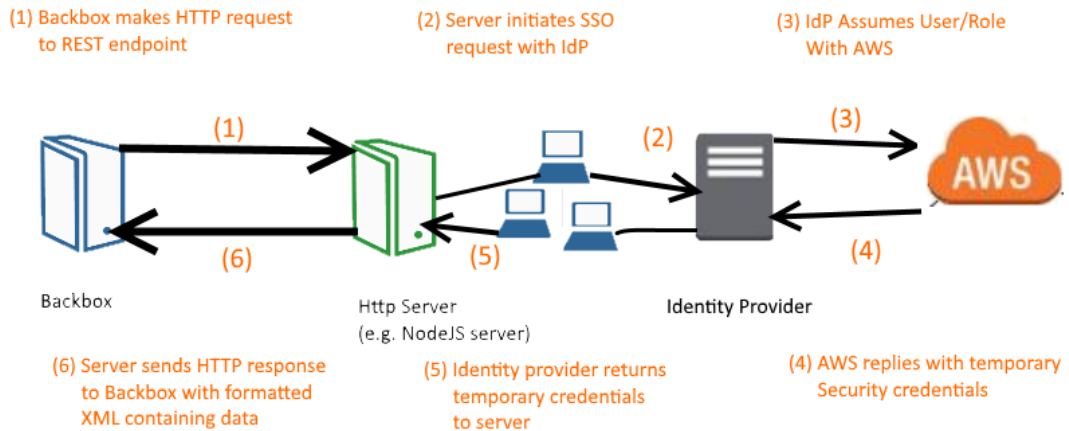 (1) Backbox makes HTTP request
to REST endpoint
(2) Server initiates SSO
request with IdP
(3) IdP Assumes User/Role
With AWS
(1)
(2)
(3)
AWS
(6)
(5)
(4)
Backbox
Http Server
(e.g. NodeJS server)
Identity Provider
(6) Server sends HTTP response
to Backbox with formatted
XML containing data
(5) Identity provider returns
temporary credentials
to server
(4) AWS replies with temporary
Security credentials